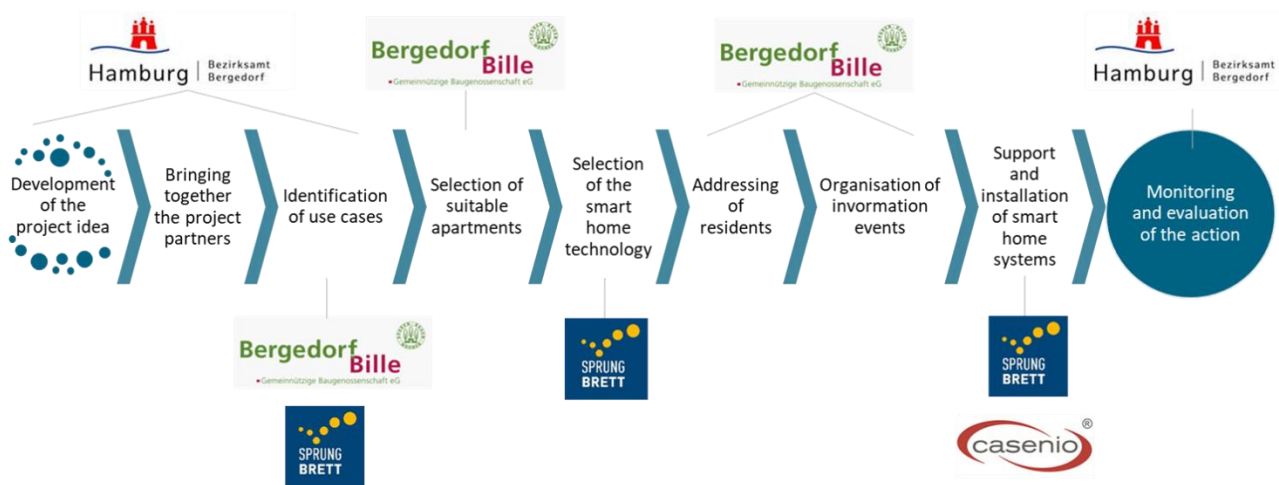 Hamburg
Bezirksamt
Bergedorf
Bergedorf
Bille
Gemeinnützige Baugenossenschaft eG
Bergedorf
Bille
Gemeinnützige Baugenossenschaft eG
Hamburg
Bezirksamt
Bergedorf
Development
of the
project idea
Bringing
together
the project
partners
Identification
of use cases
Selection of
suitable
apartments
Selection
of the
smart
home
technology
Addressing
of
residents
Organisation of
invormation
events
Support
and
installation
of smart
home
systems
Monitoring
and evaluation
of the action
Bergedorf
Bille
Gemeinnützige Baugenossenschaft eG
SPRUNG
BRETT
SPRUNG
BRETT
SPRUNG
BRETT
casenio®